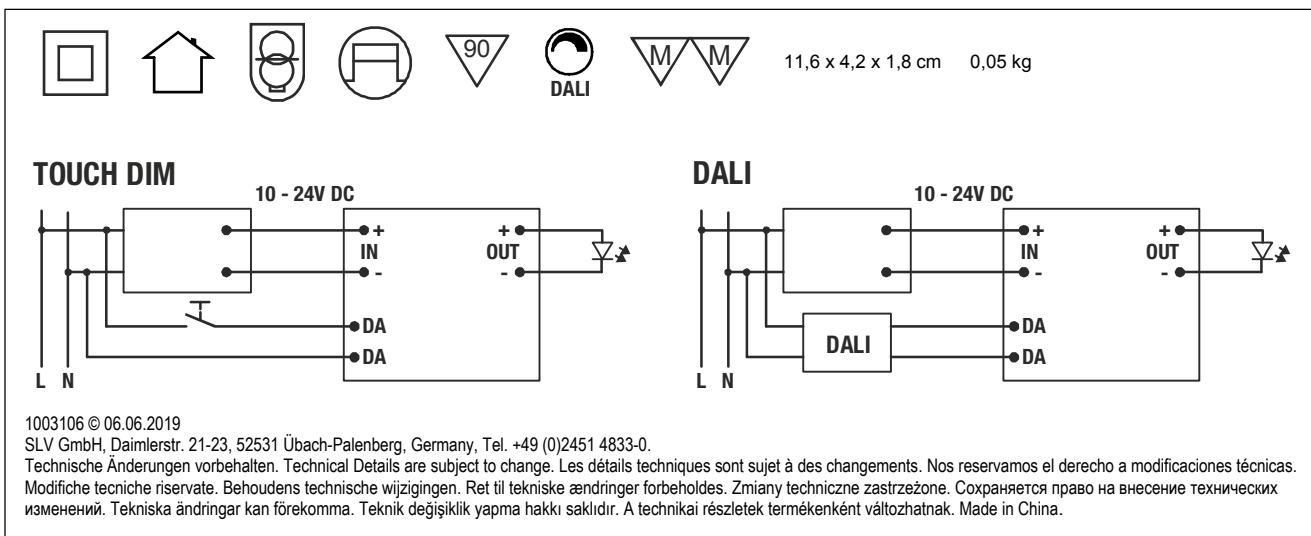 90
DALI
M M
11,6 x 4,2 x 1,8 cm 0,05 kg
TOUCH DIM
10 - 24V DC
+
IN
-
+
OUT
-
DA
DA
L N
DALI
10 - 24V DC
+
IN
-
+
OUT
-
DALI
DA
DA
L N
1003106 © 06.06.2019
SLV GmbH, Daimlerstr. 21-23, 52531 Übach-Palenberg, Germany, Tel. +49 (0)2451 4833-0.
Technische Änderungen vorbehalten. Technical Details are subject to change. Les détails techniques sont sujet à des changements. Nos reservamos el derecho a modificaciones técnicas.
Modifiche tecniche riservate. Behoudens technische wijzigingen. Ret til tekniske ændringer forbeholdes. Zmiany techniczne zastrzeżone. Сохраняется право на внесение технических
изменений. Tekniska ändringar kan förekomma. Teknik değişiklik yapma hakkı saklıdır. A technikai részletek termékenként változhatnak. Made in China.